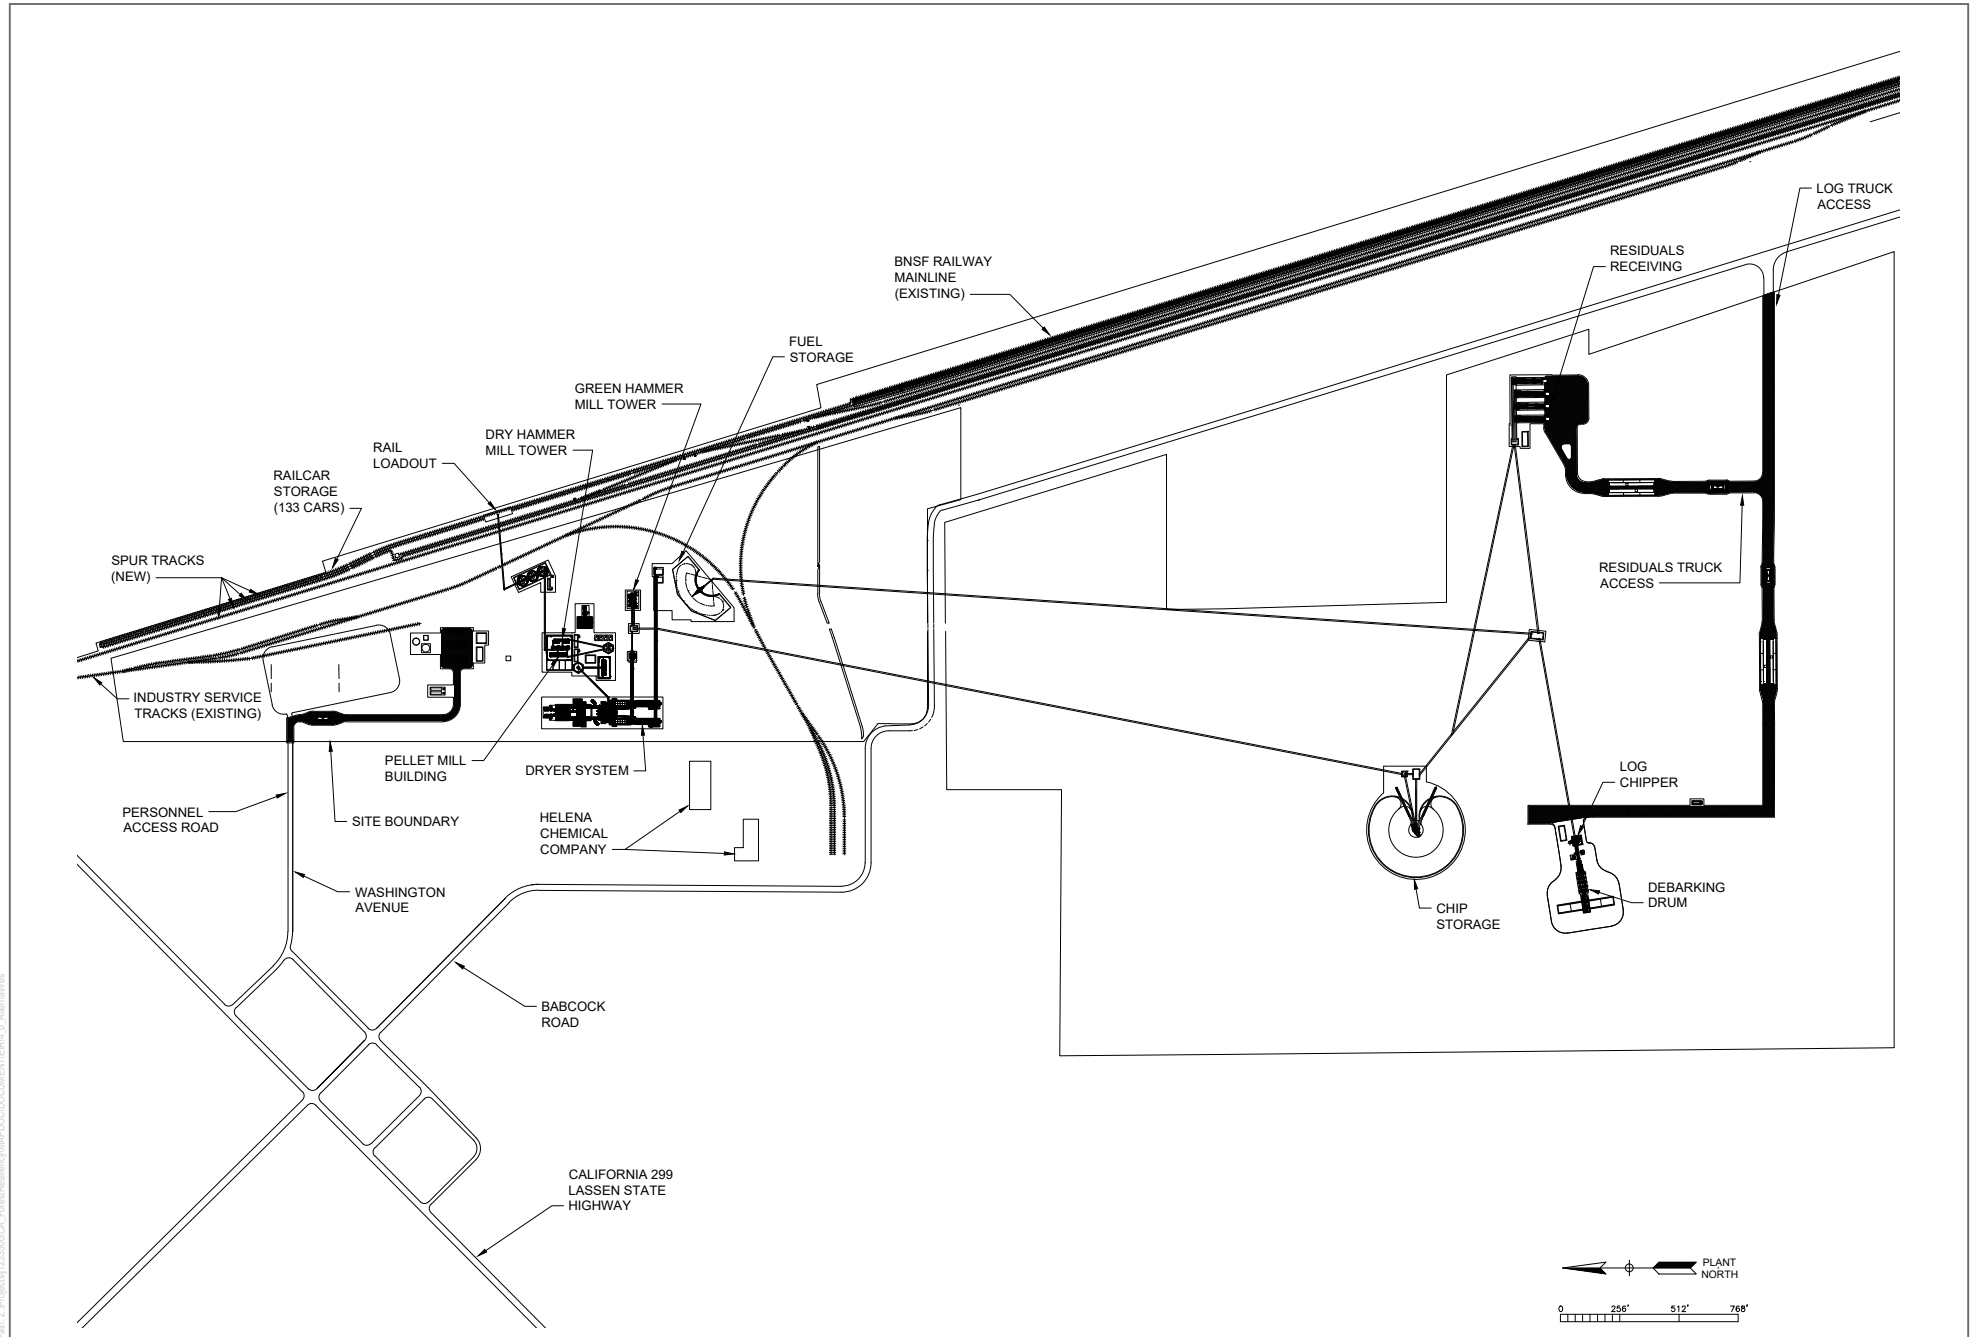 LOG TRUCK
ACCESS
RESIDUALS
RECEIVING
BNSF RAILWAY
MAINLINE
(EXISTING)
FUEL
STORAGE
GREEN HAMMER
MILL TOWER
DRY HAMMER
MILL TOWER
RAIL
LOADOUT
RAILCAR
STORAGE
(133 CARS)
SPUR TRACKS
(NEW)
RESIDUALS TRUCK
ACCESS
INDUSTRY SERVICE
TRACKS (EXISTING)
PELLET MILL
BUILDING
DRYER SYSTEM
LOG
CHIPPER
PERSONNEL
ACCESS ROAD
SITE BOUNDARY
HELENA
CHEMICAL
COMPANY
WASHINGTON
AVENUE
DEBARKING
DRUM
CHIP
STORAGE
BABCOCK
ROAD
CALIFORNIA 299
LASSEN STATE
HIGHWAY
PLANT
NORTH
0 256' 512' 768'